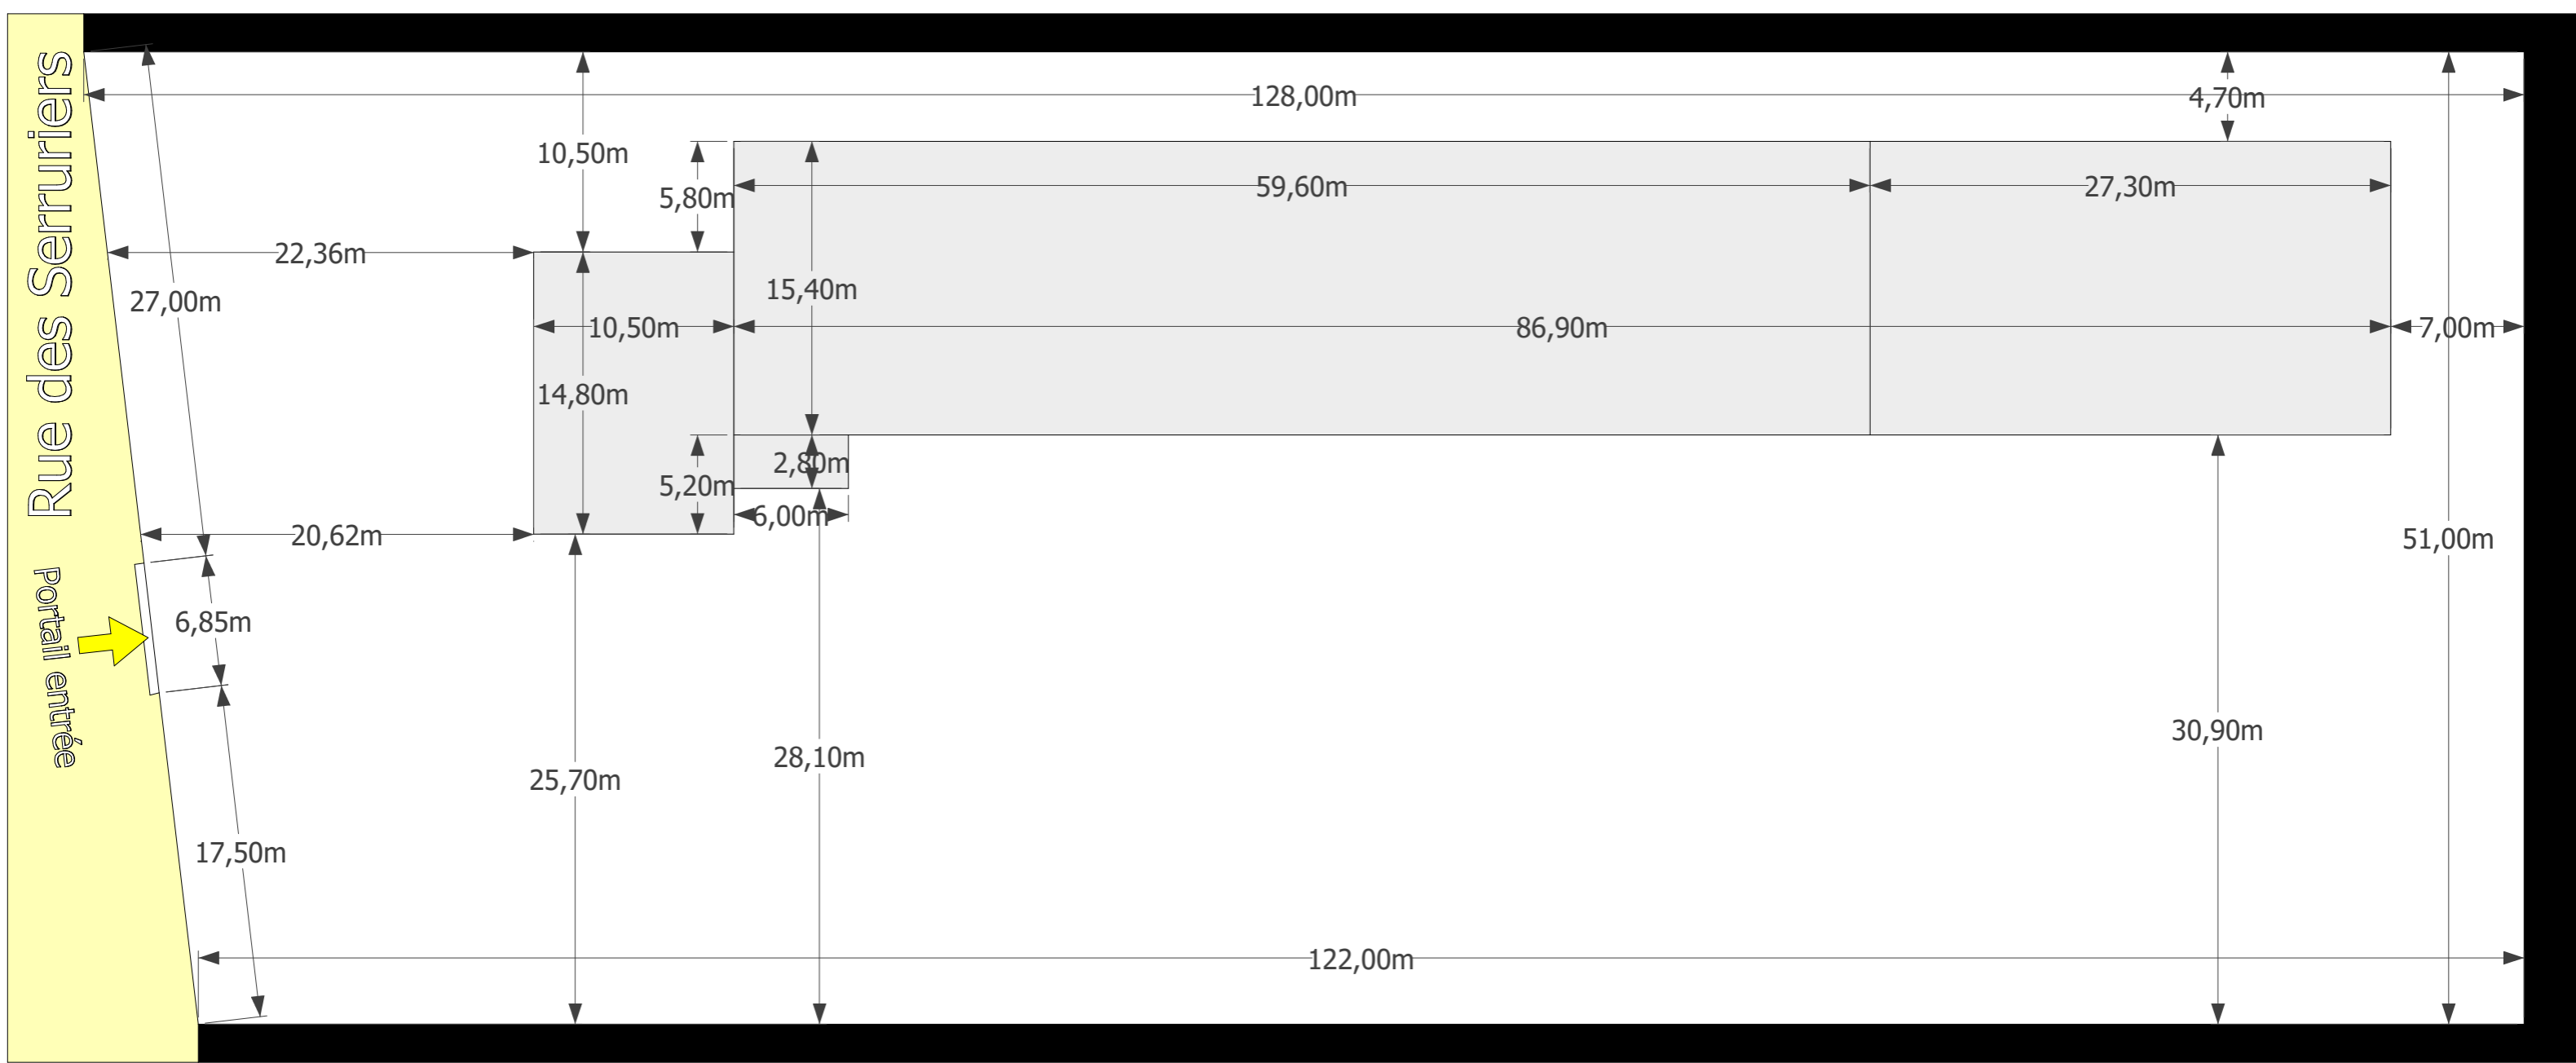 Rue des Serruriers
Portail entrée
128,00m
4,70m
10,50m
5,80m
59,60m
27,30m
22,36m
27,00m
15,40m
10,50m
86,90m
7,00m
14,80m
2,80m
5,20m
6,00m
20,62m
51,00m
6,85m
30,90m
28,10m
25,70m
17,50m
122,00m